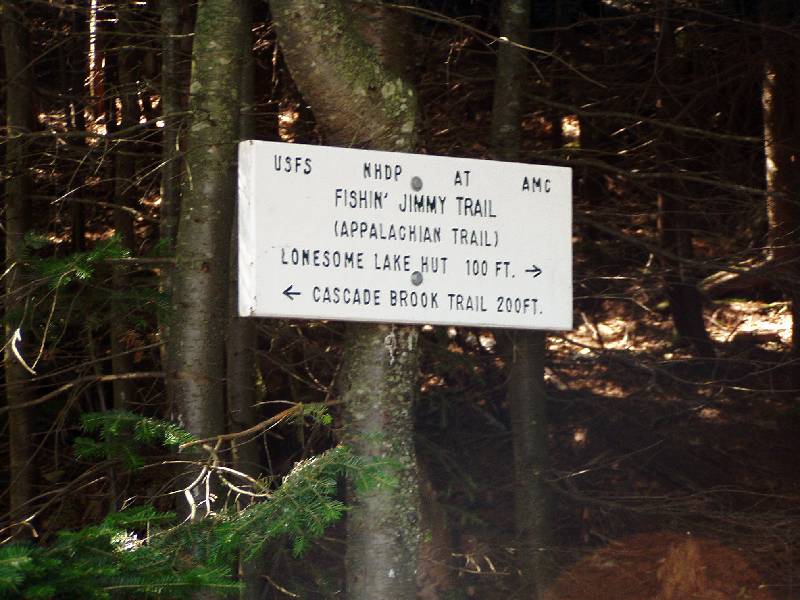 USFS NHDP AT AMC
FISHIN' JIMMY TRAIL
(APPALACHIAN TRAIL)
LONESOME LAKE HUT 100 FT. →
← CASCADE BROOK TRAIL 200FT.